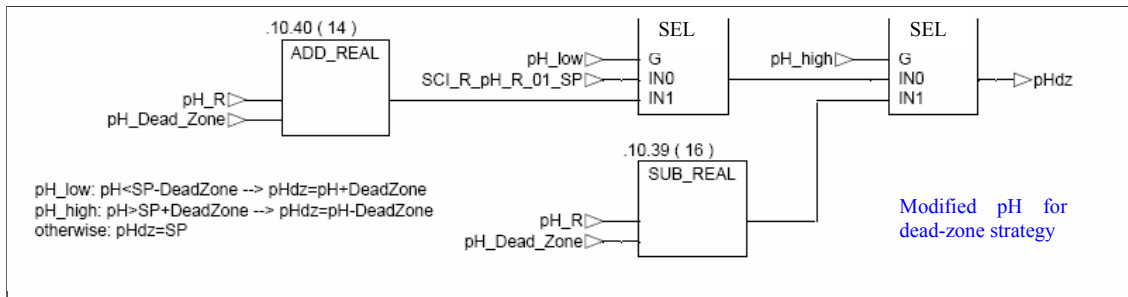 .10.40 ( 14 )
ADD_REAL
pH_R
pH_Dead_Zone
SEL
pH_low
G
SCI_R_pH_R_01_SP
IN0
IN1
SEL
pH_high
G
IN0
IN1
pHdz
.10.39 ( 16 )
SUB_REAL
pH_R
pH_Dead_Zone
pH_low: pH<SP-DeadZone --> pHdz=pH+DeadZone
pH_high: pH>SP+DeadZone --> pHdz=pH-DeadZone
otherwise: pHdz=SP
Modified pH for
dead-zone strategy